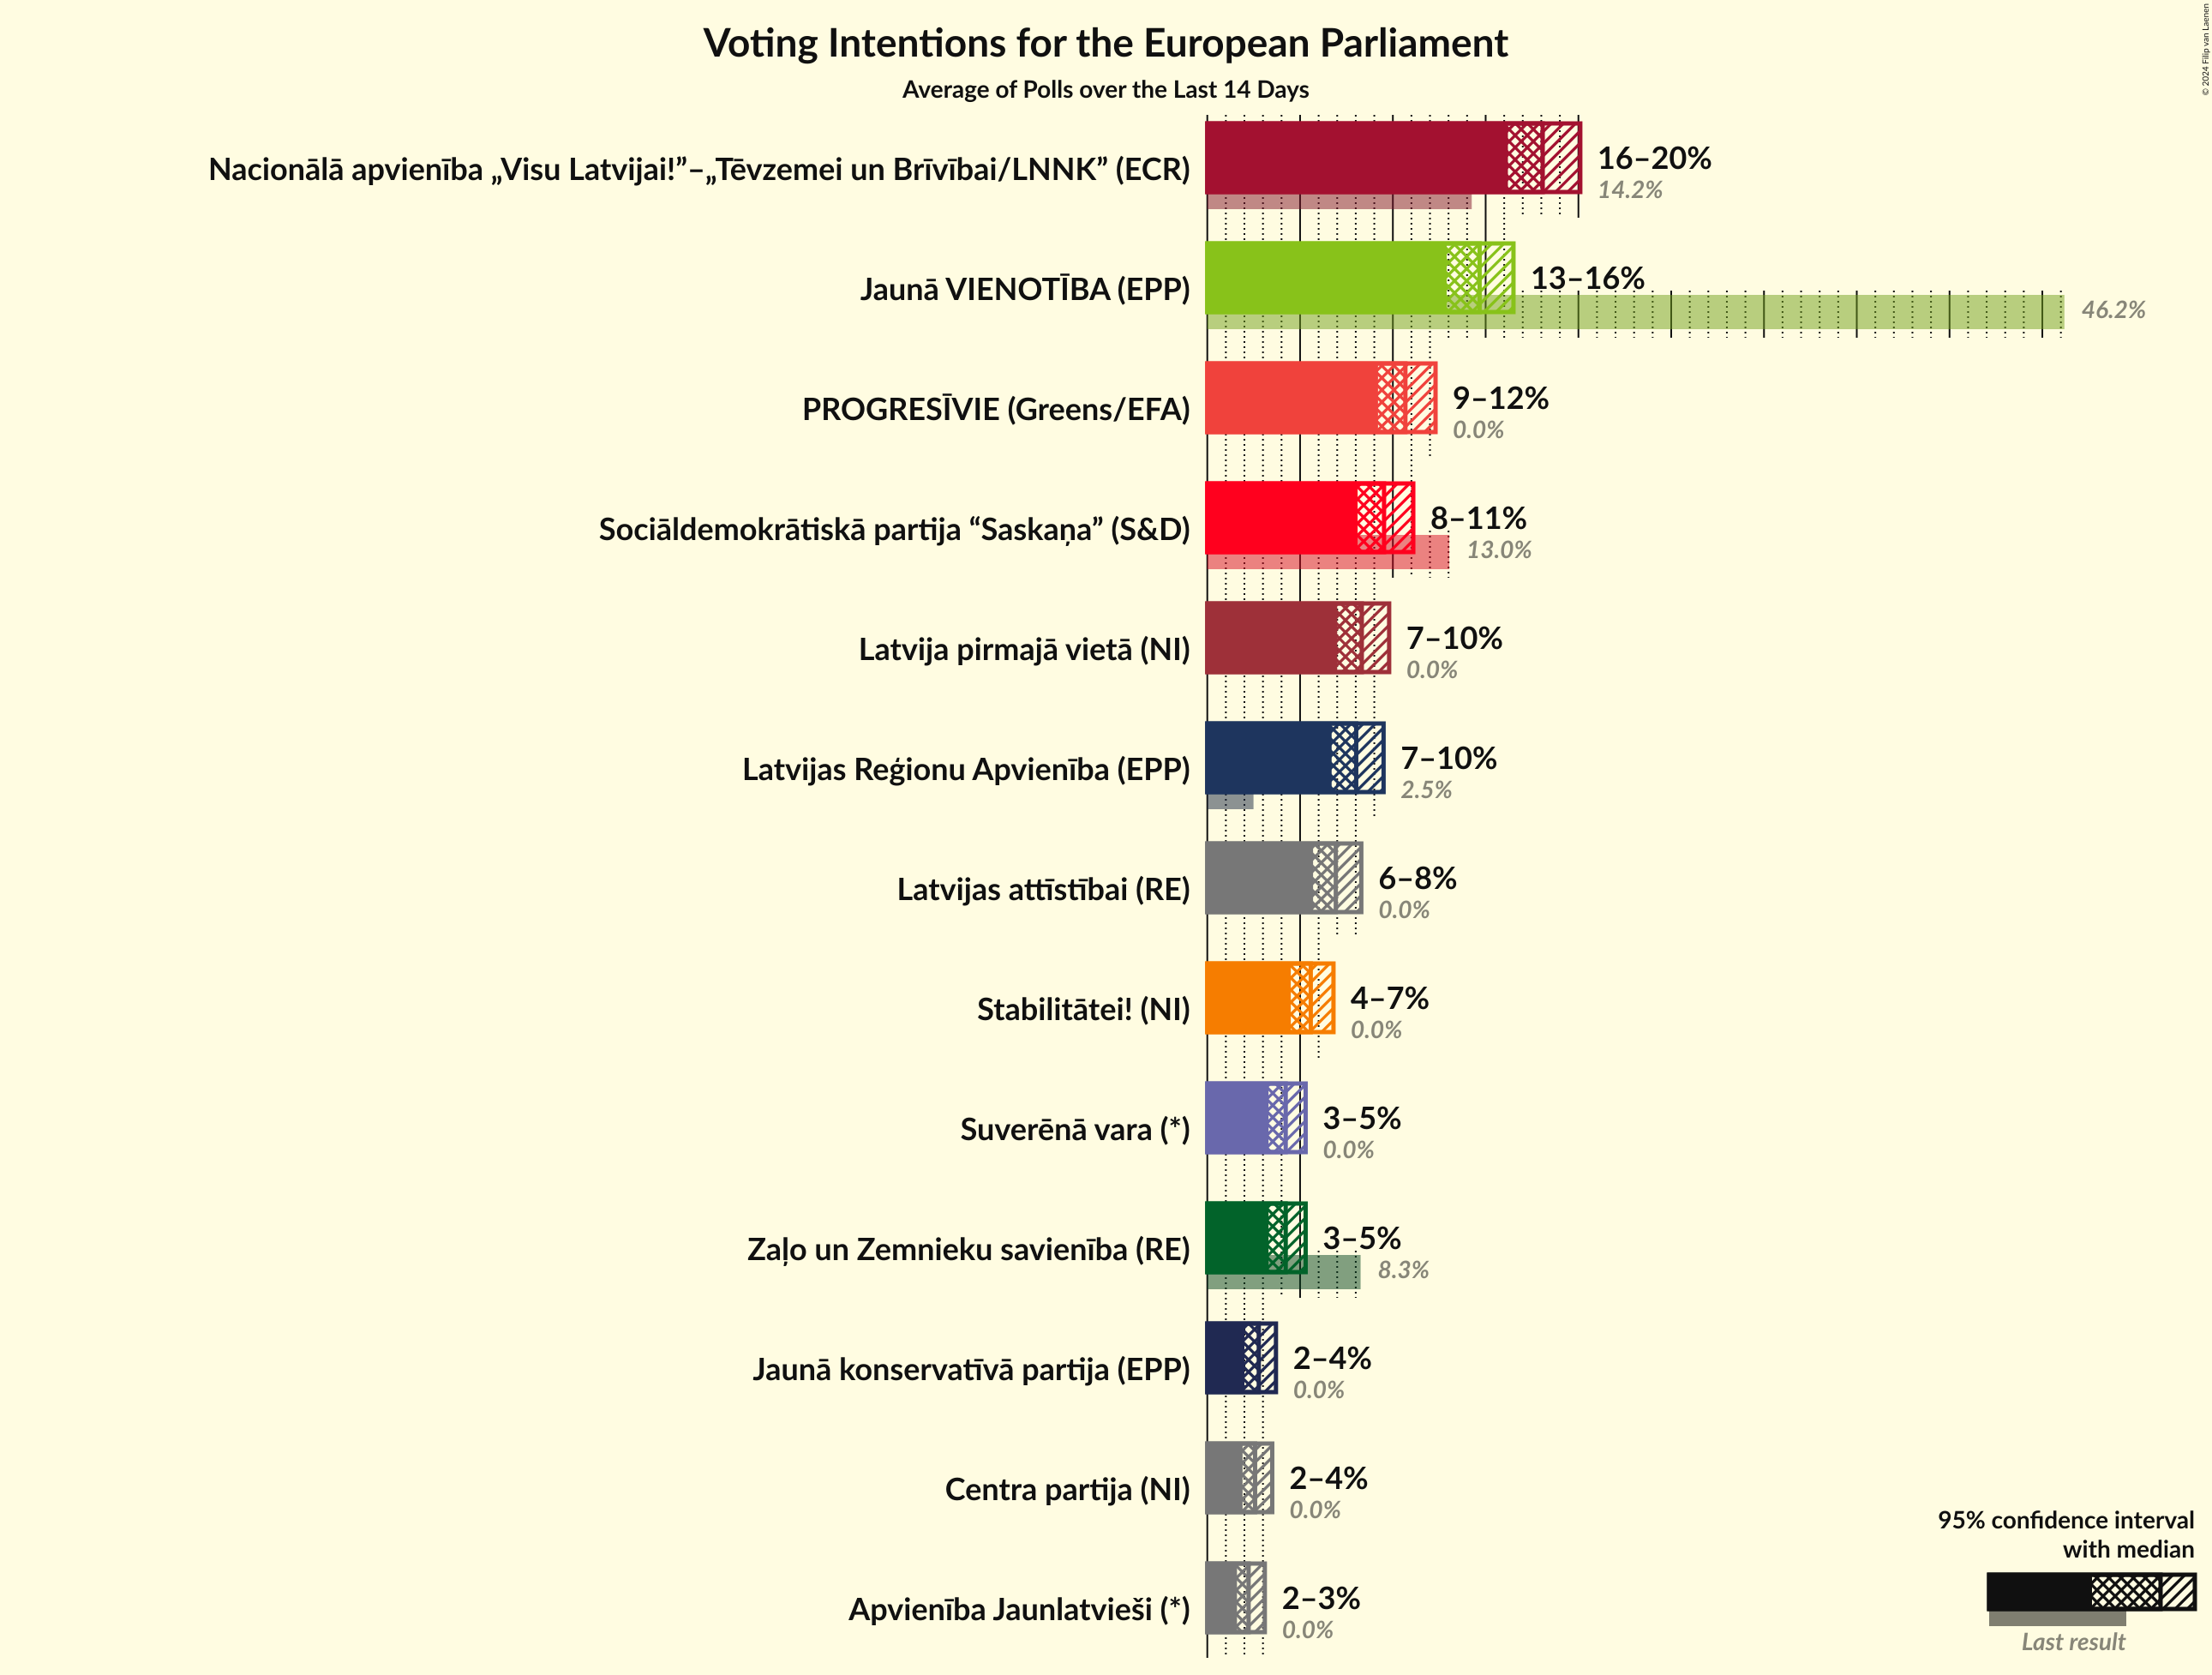 Voting Intentions for the European Parliament
Average of Polls over the Last 14 Days
© 2024 Filip van Laenen
Nacionālā apvienība „Visu Latvijai!”–„Tēvzemei un Brīvībai/LNNK” (ECR)
16–20%
14.2%
Jaunā VIENOTĪBA (EPP)
13–16%
46.2%
PROGRESĪVIE (Greens/EFA)
9–12%
0.0%
Sociāldemokrātiskā partija “Saskaņa” (S&D)
8–11%
13.0%
Latvija pirmajā vietā (NI)
7–10%
0.0%
Latvijas Reģionu Apvienība (EPP)
7–10%
2.5%
Latvijas attīstībai (RE)
6–8%
0.0%
Stabilitātei! (NI)
4–7%
0.0%
Suverēnā vara (*)
3–5%
0.0%
Zaļo un Zemnieku savienība (RE)
3–5%
8.3%
Jaunā konservatīvā partija (EPP)
2–4%
0.0%
Centra partija (NI)
2–4%
0.0%
Apvienība Jaunlatvieši (*)
2–3%
0.0%
95% confidence interval
with median
Last result